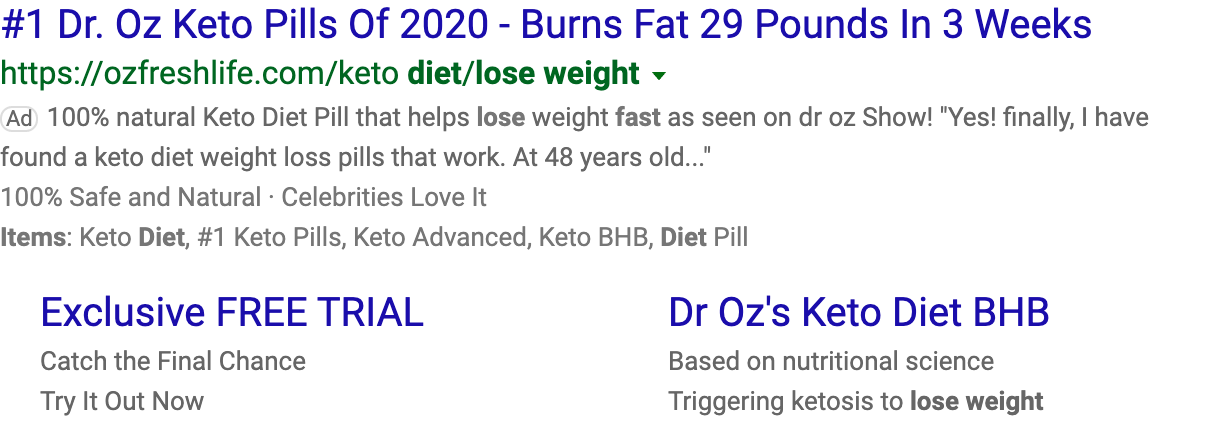 #1 Dr. Oz Keto Pills Of 2020 - Burns Fat 29 Pounds In 3 Weeks
https://ozfreshlife.com/keto diet/lose weight
Ad 100% natural Keto Diet Pill that helps lose weight fast as seen on dr oz Show! "Yes! finally, I have
found a keto diet weight loss pills that work. At 48 years old..."
100% Safe and Natural · Celebrities Love It
Items: Keto Diet, #1 Keto Pills, Keto Advanced, Keto BHB, Diet Pill
Exclusive FREE TRIAL
Catch the Final Chance
Try It Out Now
Dr Oz's Keto Diet BHB
Based on nutritional science
Triggering ketosis to lose weight